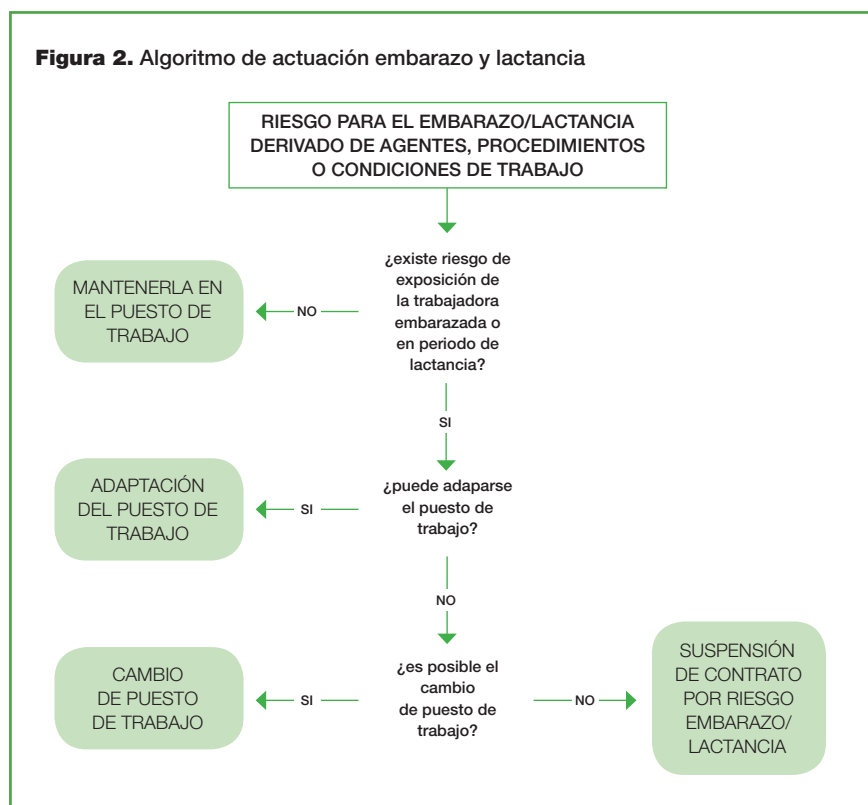 Figura 2. Algoritmo de actuación embarazo y lactancia
RIESGO PARA EL EMBARAZO/LACTANCIA
DERIVADO DE AGENTES, PROCEDIMIENTOS
O CONDICIONES DE TRABAJO
¿existe riesgo de
exposición de
la trabajadora
embarazada o
en periodo de
lactancia?
NO
MANTENERLA EN
EL PUESTO DE
TRABAJO
SI
¿puede adaparse
el puesto de
trabajo?
SI
ADAPTACIÓN
DEL PUESTO DE
TRABAJO
NO
¿es posible el
cambio
de puesto de
trabajo?
SI
CAMBIO
DE PUESTO
DE TRABAJO
NO
SUSPENSIÓN
DE CONTRATO
POR RIESGO
EMBARAZO/
LACTANCIA